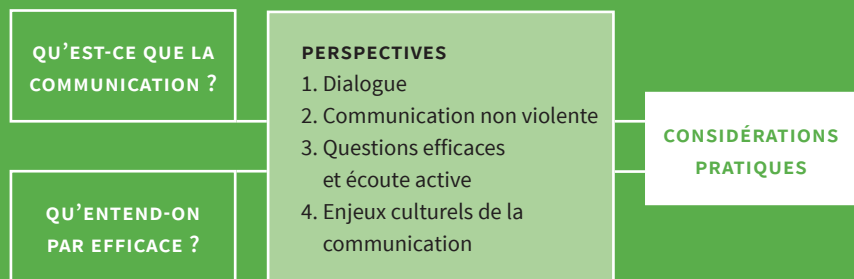 QU'EST-CE QUE LA
COMMUNICATION ?
QU'ENTEND-ON
PAR EFFICACE ?
PERSPECTIVES
1. Dialogue
2. Communication non violente
3. Questions efficaces
et écoute active
4. Enjeux culturels de la
communication
CONSIDÉRATIONS
PRATIQUES